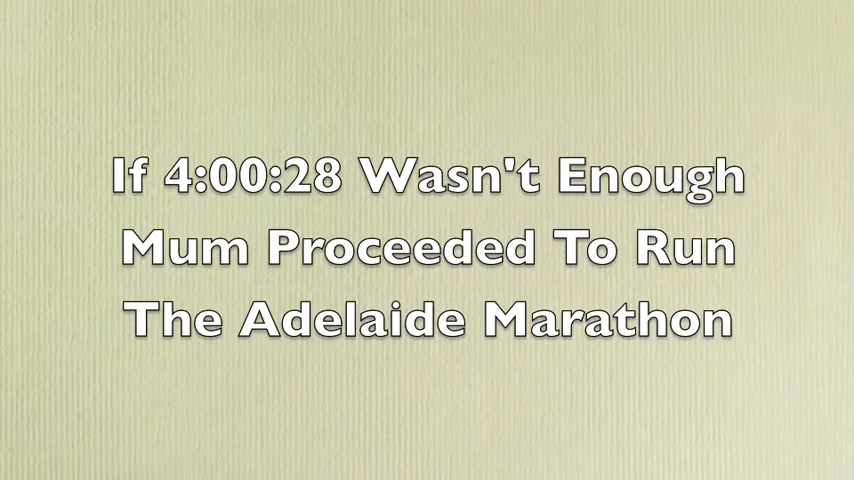 If 4:00:28 Wasn't Enough
Mum Proceeded To Run
The Adelaide Marathon